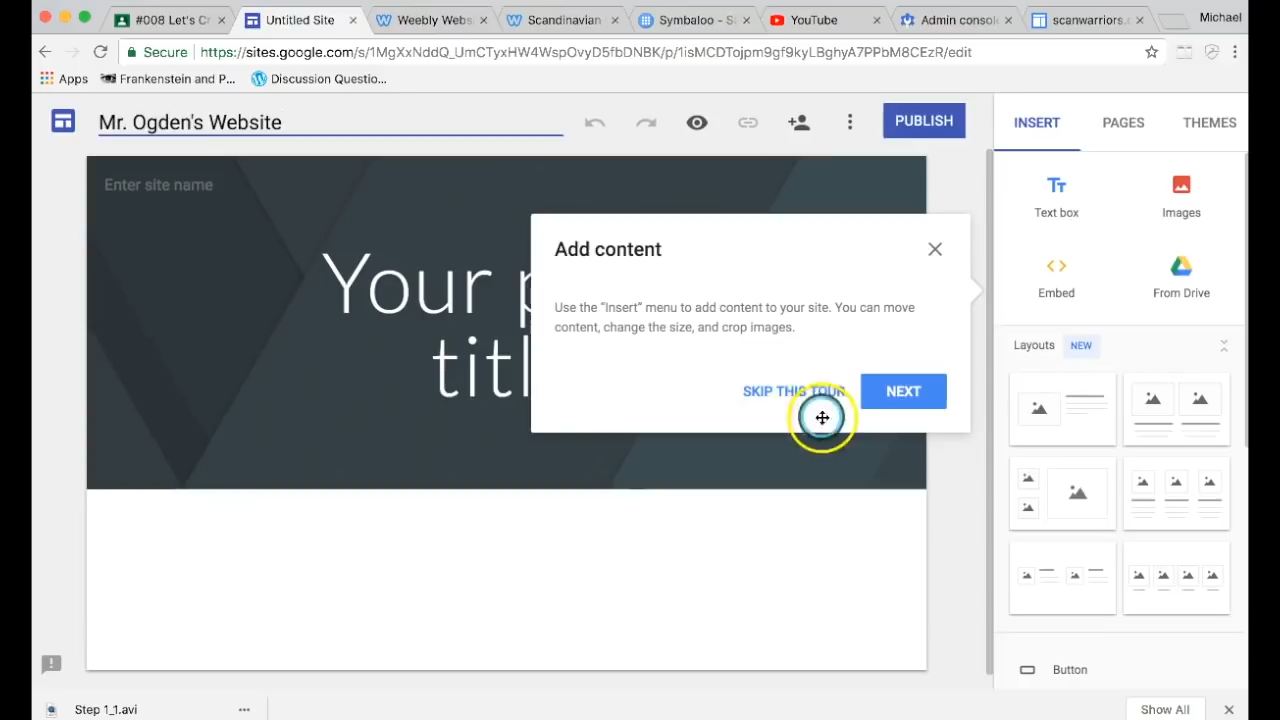 #008 Let's Cr
Untitled Site
Weebly Webs
Scandinavian
Symbaloo - Sa
YouTube
Admin console
scanwarriors.c
Michael
Secure
https://sites.google.com/s/1MgXxNddQ_UmCTyxHW4WspOvyD5fbDNBK/p/1isMCDTojpm9gf9kyLBghyA7PPbM8CEzR/edit
Apps
Frankenstein and P...
Discussion Questio...
Mr. Ogden's Website
PUBLISH
INSERT
PAGES
THEMES
Enter site name
Your p
titl
Add content
Use the "Insert" menu to add content to your site. You can move
content, change the size, and crop images.
SKIP THIS TOUR
NEXT
Text box
Images
Embed
From Drive
Layouts NEW
Button
Step 1_1.avi
Show All